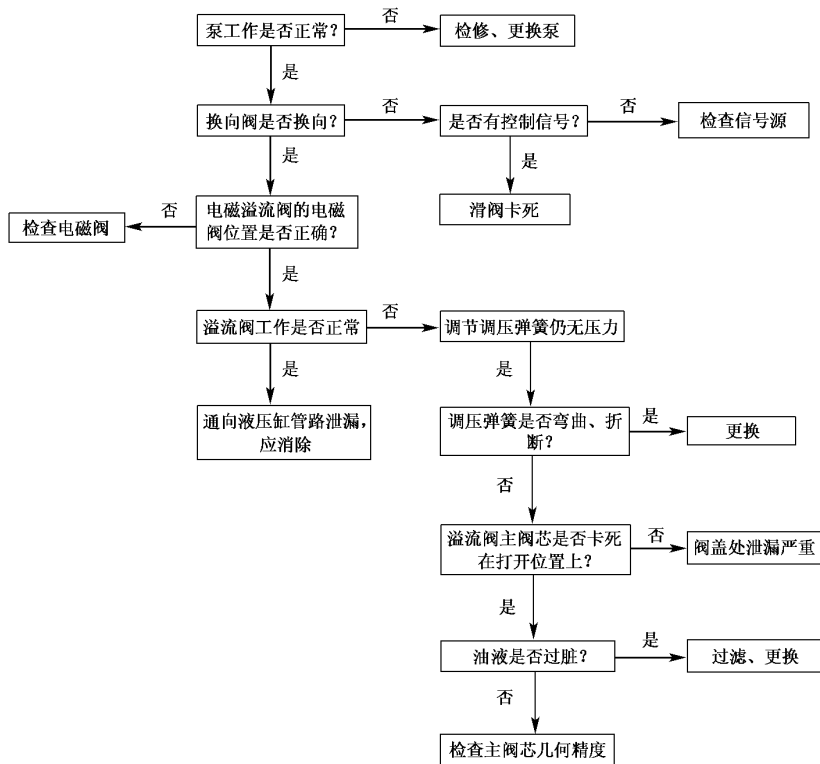 泵工作是否正常？
否
检修、更换泵
是
换向阀是否换向？
否
是否有控制信号？
否
检查信号源
是
是
滑阀卡死
电磁溢流阀的电磁
阀位置是否正确？
否
检查电磁阀
是
溢流阀工作是否正常
否
调节调压弹簧仍无压力
是
是
通向液压缸管路泄漏，
应消除
调压弹簧是否弯曲、折
断？
是
更换
否
溢流阀主阀芯是否卡死
在打开位置上？
否
阀盖处泄漏严重
是
油液是否过脏？
是
过滤、更换
否
检查主阀芯几何精度